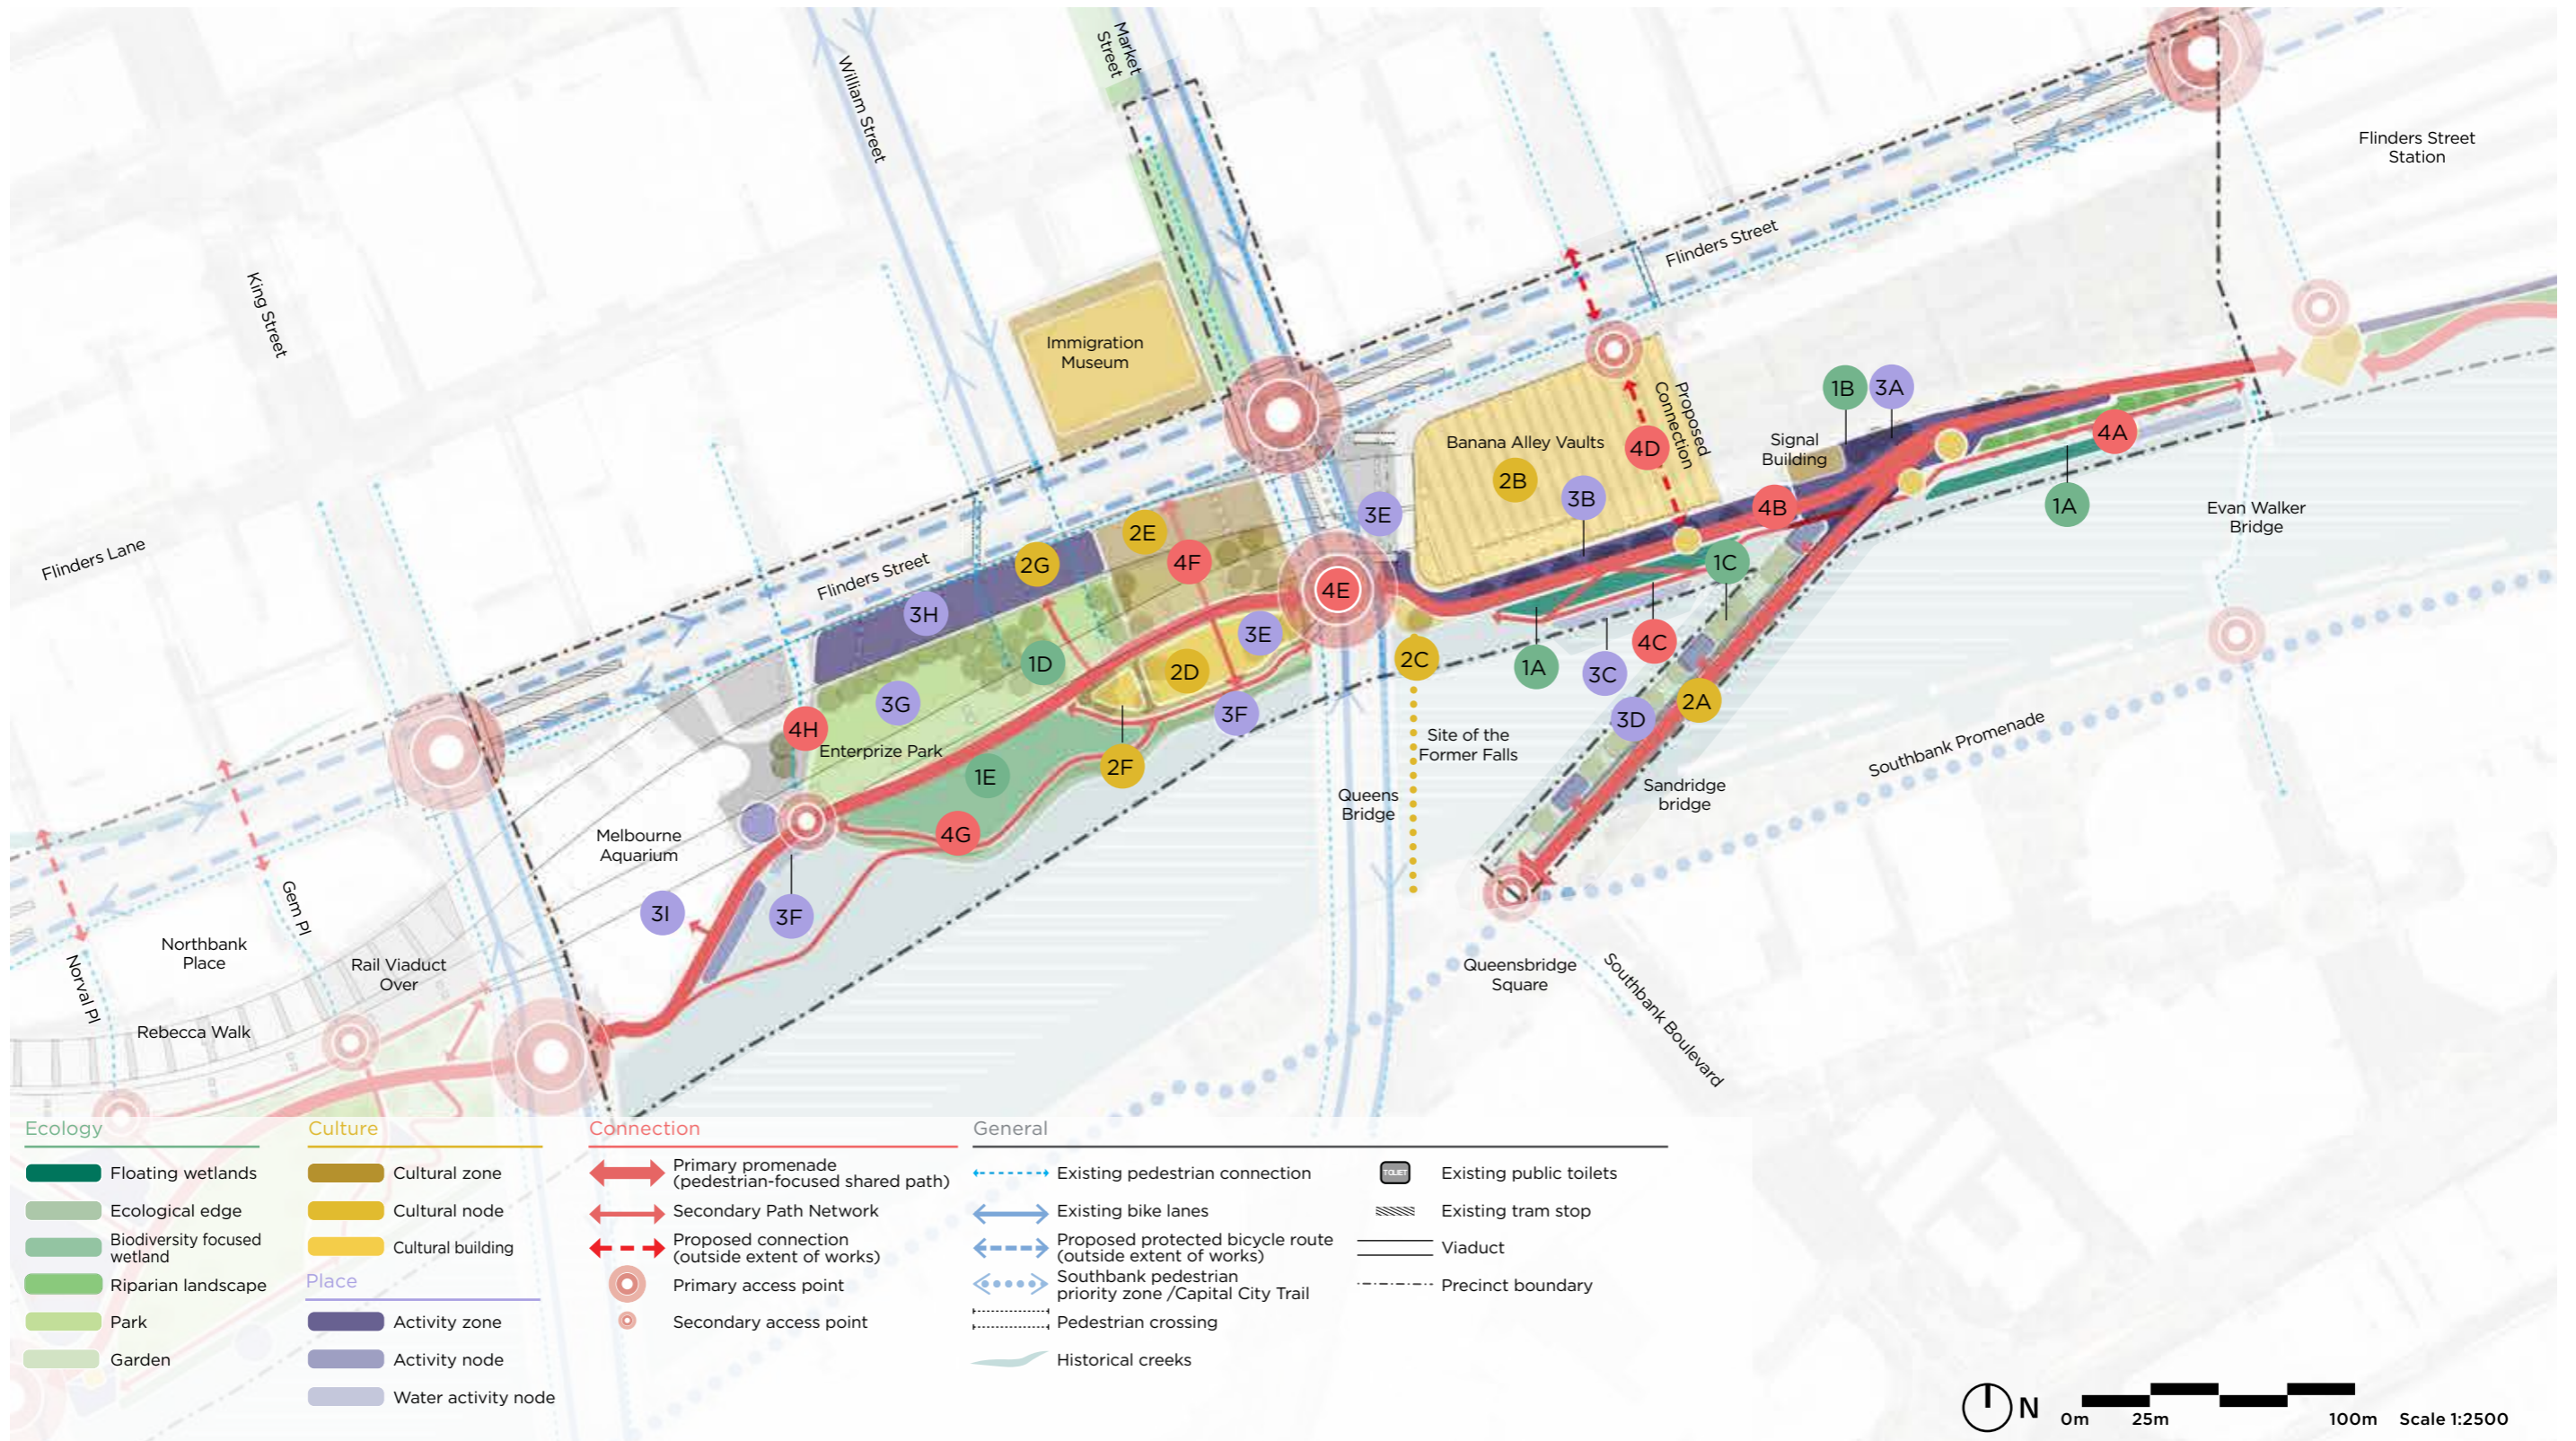 Market
Street
William Street
King Street
Flinders Street
Station
Flinders Street
Immigration
Museum
Proposed
Connection
1B
3A
Signal
Building
4A
Banana Alley Vaults
4D
2B
3B
3E
4B
1A
Evan Walker
Bridge
Flinders Lane
Flinders Street
2E
2G
4F
4E
1C
3H
3E
1D
2D
2C
1A
3C
4C
3G
3F
3D
2A
4H
Enterprize Park
1E
2F
Site of the
Former Falls
Southbank Promenade
Queens
Bridge
Sandridge
bridge
Melbourne
Aquarium
4G
3I
3F
Gem Pl
Northbank
Place
Norval Pl
Rail Viaduct
Over
Rebecca Walk
Queensbridge
Square
Southbank Boulevard
Ecology
Floating wetlands
Ecological edge
Biodiversity focused
wetland
Riparian landscape
Park
Garden
Culture
Cultural zone
Cultural node
Cultural building
Place
Activity zone
Activity node
Water activity node
Connection
Primary promenade
(pedestrian-focused shared path)
Secondary Path Network
Proposed connection
(outside extent of works)
Primary access point
Secondary access point
General
Existing pedestrian connection
Existing bike lanes
Proposed protected bicycle route
(outside extent of works)
Southbank pedestrian
priority zone /Capital City Trail
Pedestrian crossing
Historical creeks
TOILET
Existing public toilets
Existing tram stop
Viaduct
Precinct boundary
N
0m 25m 100m Scale 1:2500